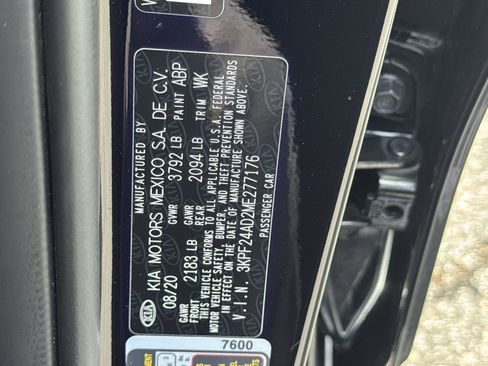 MANUFACTURED BY
KIA KIA MOTORS MEXICO S.A. DE C.V.
08/20 GVWR 3792 LB PAINT ABP
GAWR FRONT 2183 LB GAWR REAR 2094 LB TRIM WK
THIS VEHICLE CONFORMS TO ALL APPLICABLE U.S.A. FEDERAL
MOTOR VEHICLE SAFETY, BUMPER, AND THEFT PREVENTION STANDARDS
IN EFFECT ON THE DATE OF MANUFACTURE SHOWN ABOVE.
V.I.N. 3KPF24AD2ME277176
PASSENGER CAR
7600